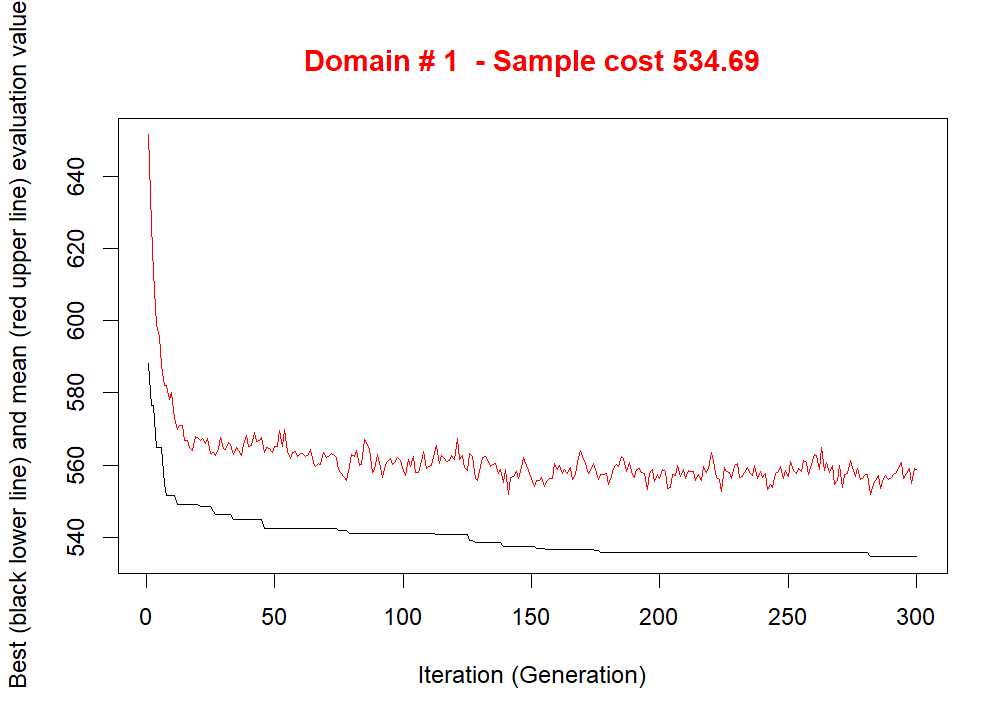 Domain # 1  - Sample cost 534.69
Best (black lower line) and mean (red upper line) evaluation value
640
620
600
580
560
540
0 50 100 150 200 250 300
Iteration (Generation)